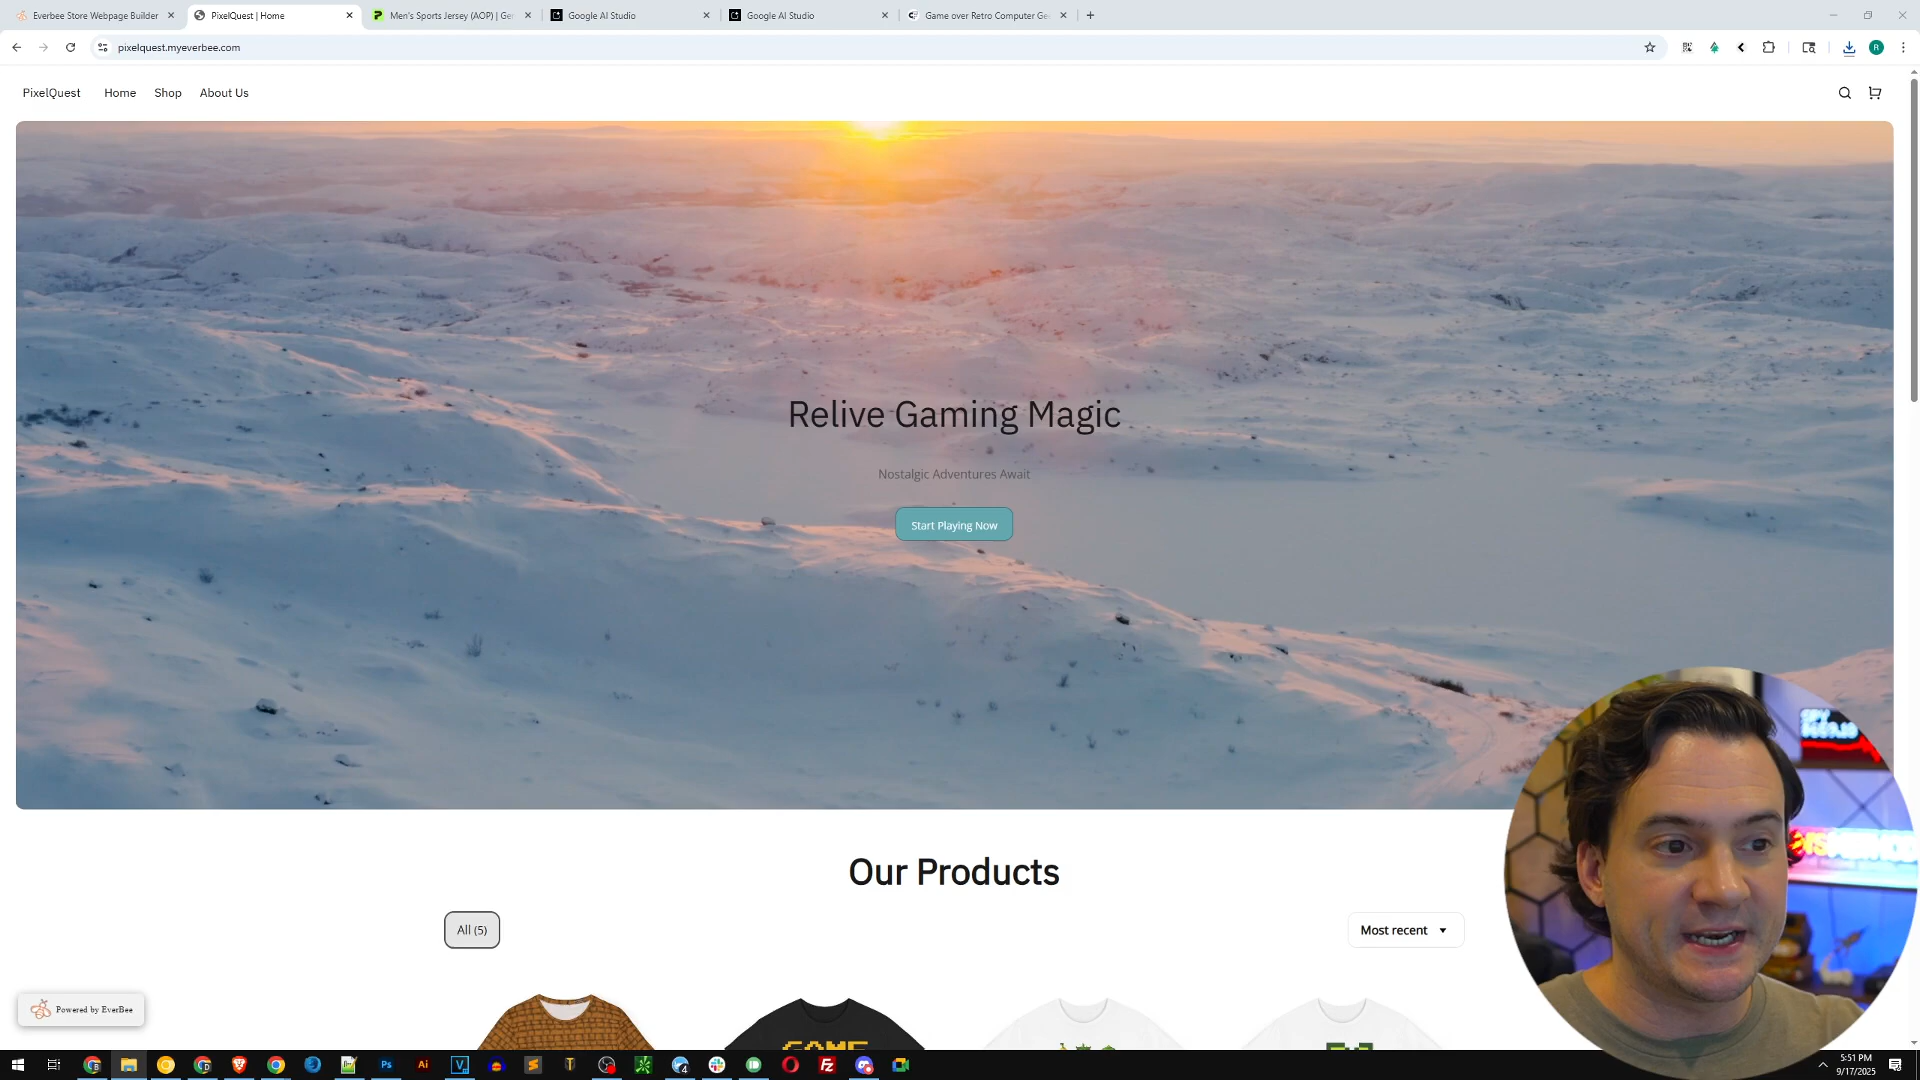 Everbee Store Webpage Builder
PixelQuest | Home
Men's Sports Jersey (AOP) | Ge
Google AI Studio
Google AI Studio
Game over Retro Computer Ge
pixelquest.myeverbee.com
R
PixelQuest
Home
Shop
About Us
Relive Gaming Magic
Nostalgic Adventures Await
Start Playing Now
Our Products
All (5)
Most recent
Powered by EverBee
GAME
5:51 PM
9/17/2025